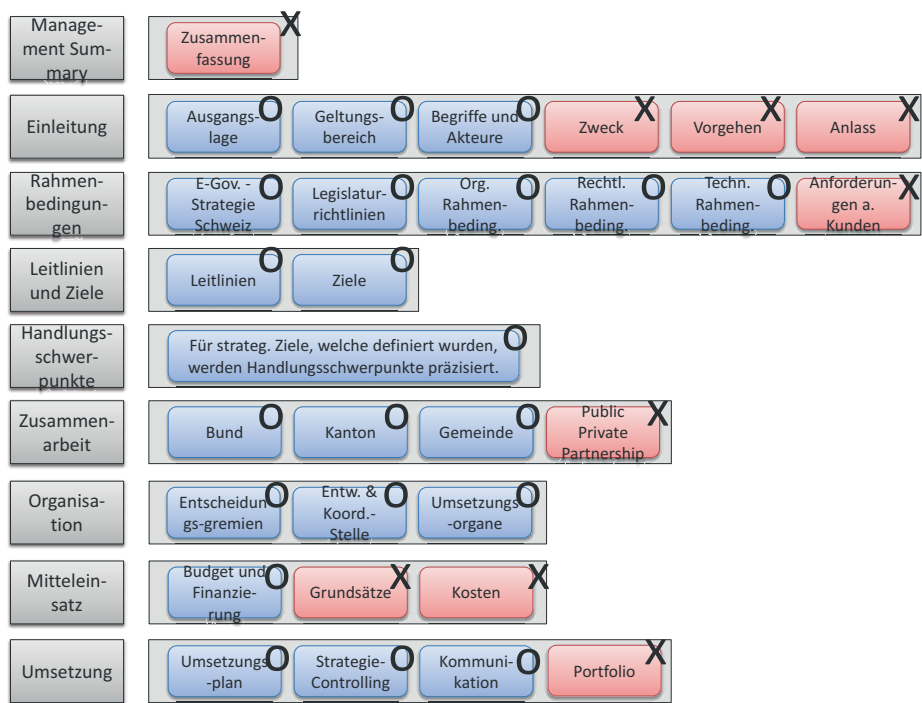 Manage-
ment Sum-
mary
Zusammen-
fassung
X
Einleitung
Ausgangs-
lage
O
Geltungs-
bereich
O
Begriffe und
Akteure
O
Zweck
X
Vorgehen
X
Anlass
X
Rahmen-
bedingun-
gen
E-Gov. -
Strategie
Schweiz
O
Legislatur-
richtlinien
O
Org.
Rahmen-
beding.
O
Rechtl.
Rahmen-
beding.
O
Techn.
Rahmen-
beding.
O
Anforderun-
gen a.
Kunden
X
Leitlinien
und Ziele
Leitlinien
O
Ziele
O
Handlungs-
schwer-
punkte
Für strateg. Ziele, welche definiert wurden,
werden Handlungsschwerpunkte präzisiert.
O
Zusammen-
arbeit
Bund
O
Kanton
O
Gemeinde
O
Public
Private
Partnership
X
Organisa-
tion
Entscheidun
gs-gremien
O
Entw. &
Koord.-
Stelle
O
Umsetzungs
-organe
O
Mittelein-
satz
Budget und
Finanzie-
rung
O
Grundsätze
X
Kosten
X
Umsetzung
Umsetzungs
-plan
O
Strategie-
Controlling
O
Kommuni-
kation
O
Portfolio
X